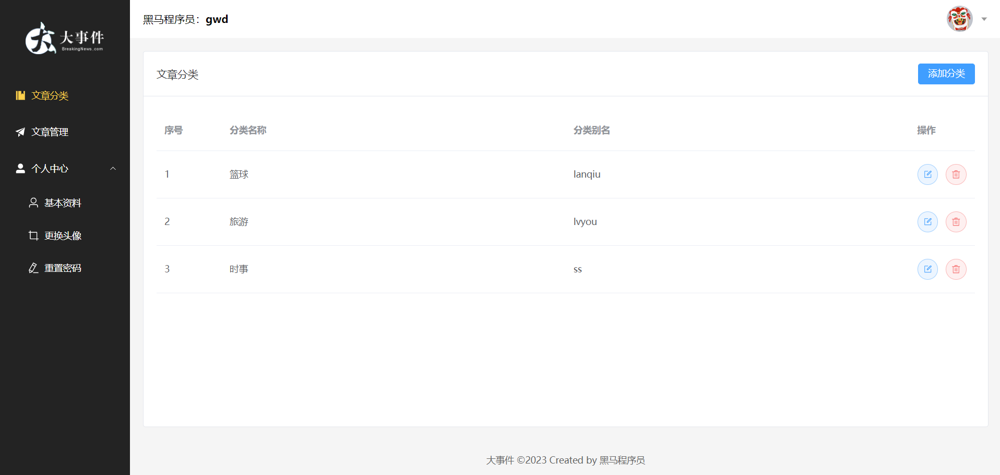 大事件
BreakingNews.com
文章分类
文章管理
个人中心
基本资料
更换头像
重置密码
黑马程序员：gwd
文章分类
添加分类
序号 分类名称 分类别名 操作
1 篮球 lanqiu
2 旅游 lvyou
3 时事 ss
大事件 ©2023 Created by 黑马程序员